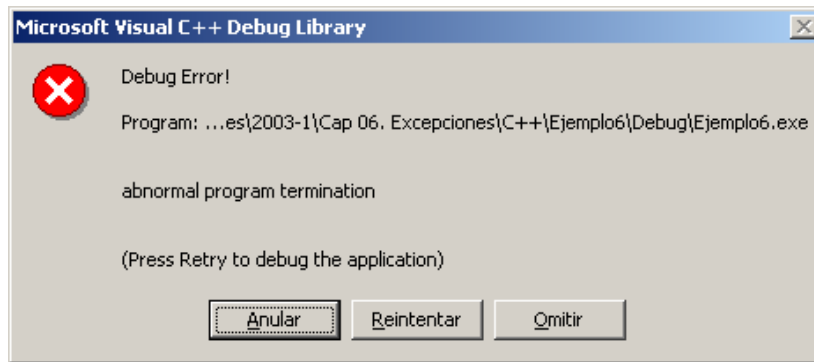 Microsoft Visual C++ Debug Library
Debug Error!
Program: ...es\2003-1\Cap 06. Excepciones\C++\Ejemplo6\Debug\Ejemplo6.exe
abnormal program termination
(Press Retry to debug the application)
Anular Reintentar Omitir